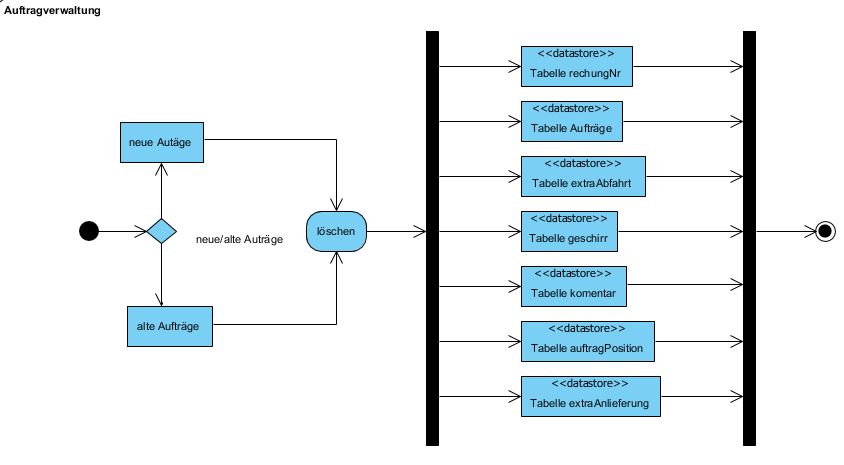 Auftragverwaltung
neue Autäge
neue/alte Auträge
alte Aufträge
löschen
<<datastore>>
Tabelle rechungNr
<<datastore>>
Tabelle Aufträge
<<datastore>>
Tabelle extraAbfahrt
<<datastore>>
Tabelle geschirr
<<datastore>>
Tabelle komentar
<<datastore>>
Tabelle auftragPosition
<<datastore>>
Tabelle extraAnlieferung